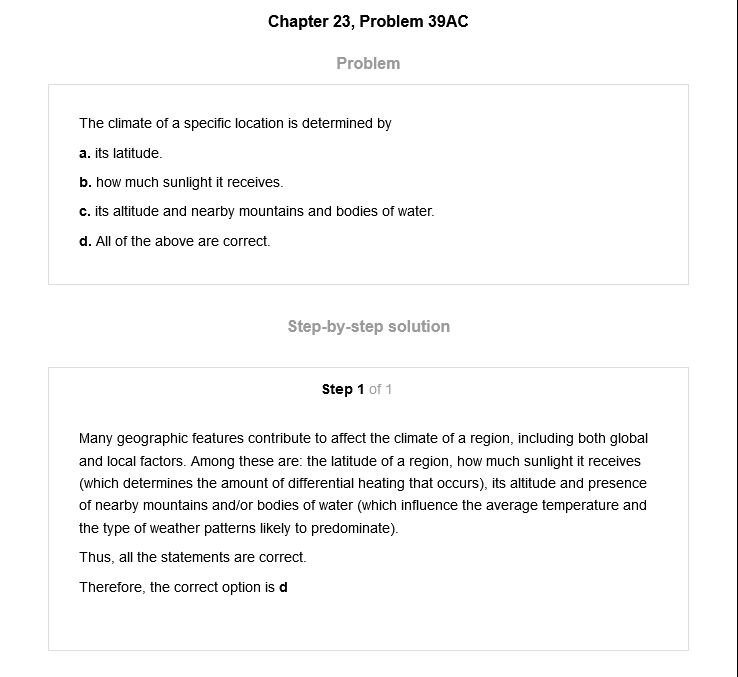 Chapter 23, Problem 39AC
Problem
The climate of a specific location is determined by
a. its latitude.
b. how much sunlight it receives.
c. its altitude and nearby mountains and bodies of water.
d. All of the above are correct.
Step-by-step solution
Step 1 of 1
Many geographic features contribute to affect the climate of a region, including both global
and local factors. Among these are: the latitude of a region, how much sunlight it receives
(which determines the amount of differential heating that occurs), its altitude and presence
of nearby mountains and/or bodies of water (which influence the average temperature and
the type of weather patterns likely to predominate).
Thus, all the statements are correct.
Therefore, the correct option is d